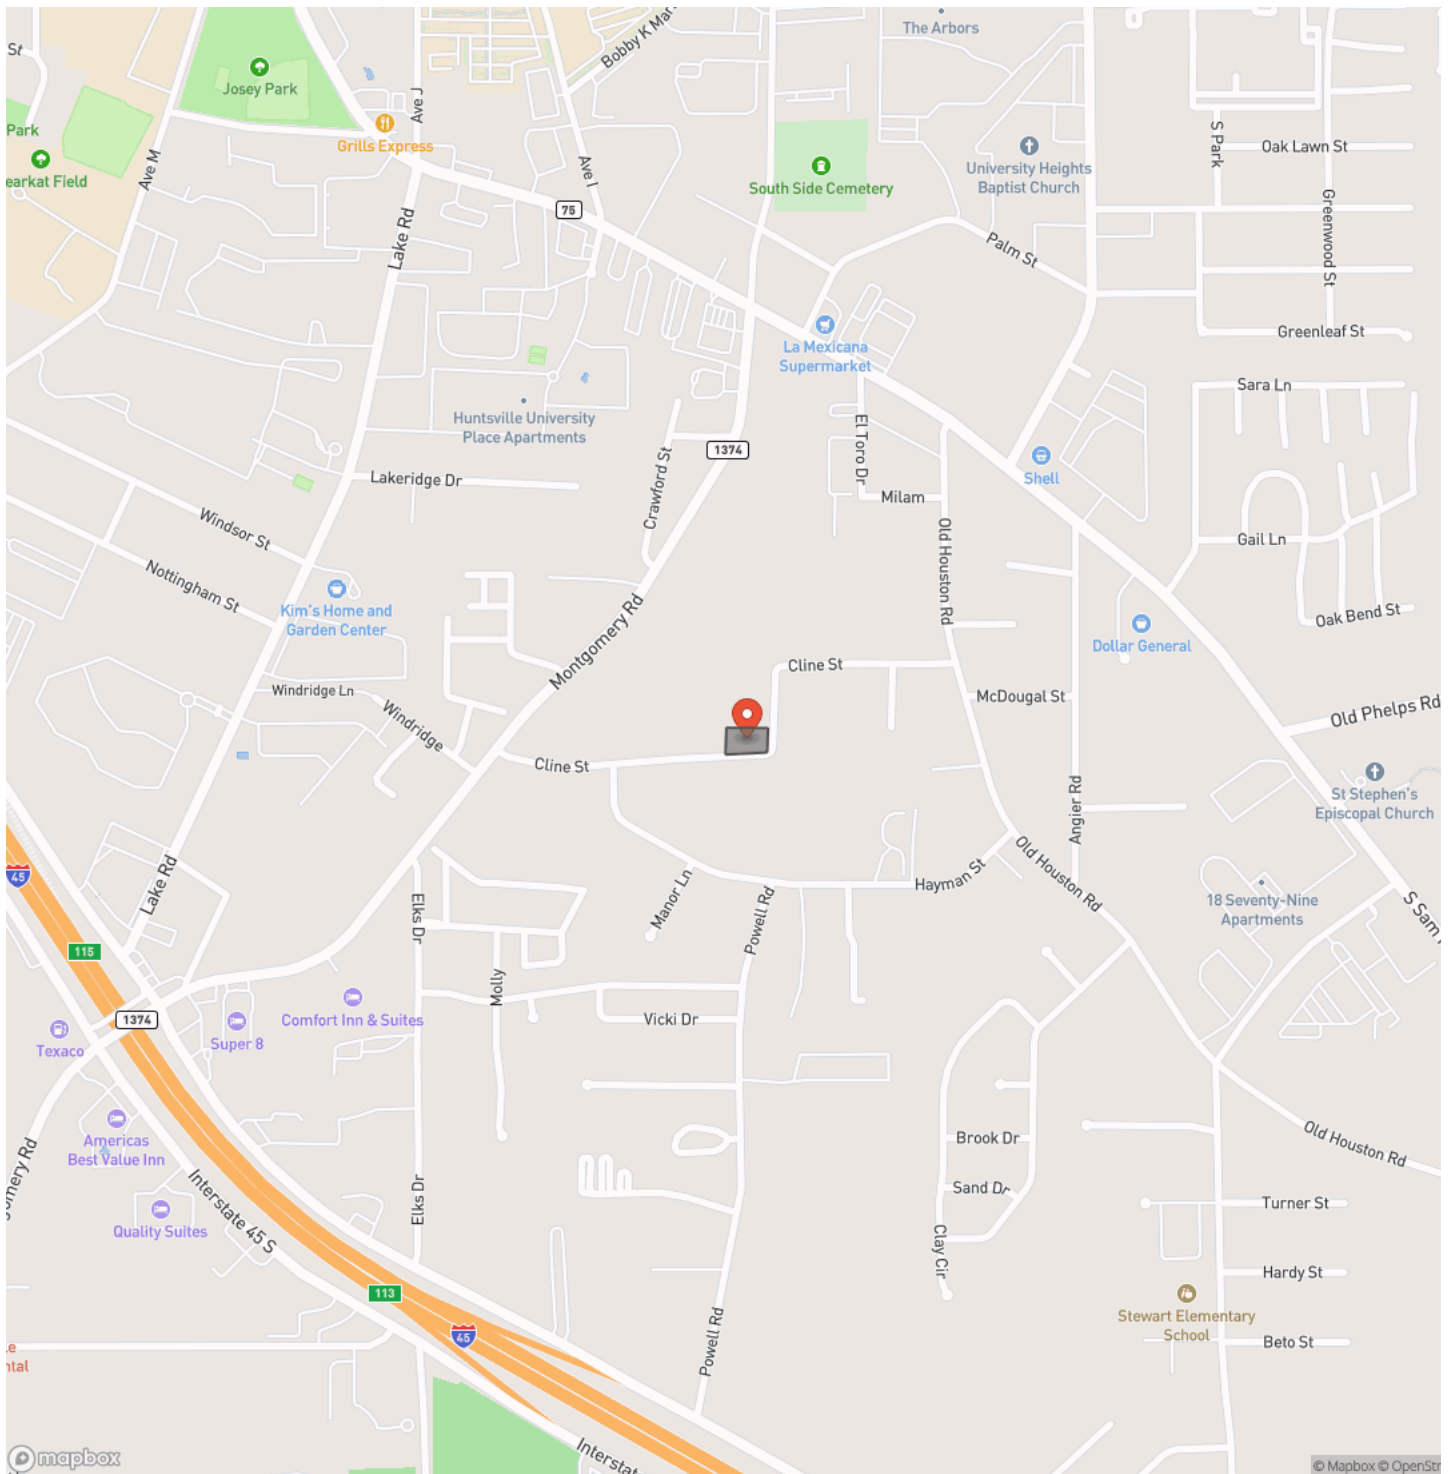 The Arbors
St
Bobby K Mar
Josey Park
Ave J
Park
Grills Express
S Park
Oak Lawn St
University Heights
Baptist Church
Ave M
Ave I
South Side Cemetery
earkat Field
75
Greenwood St
Lake Rd
Palm St
Greenleaf St
La Mexicana
Supermarket
Sara Ln
Huntsville University
Place Apartments
1374
El Toro Dr
Crawford St
Shell
Lakeridge Dr
Milam
Windsor St
Old Houston Rd
Gail Ln
Nottingham St
Kim's Home and
Garden Center
Oak Bend St
Montgomery Rd
Dollar General
Cline St
Windridge Ln
McDougal St
Old Phelps Rd
Windridge
Cline St
St Stephen's
Episcopal Church
Angier Rd
45
Lake Rd
Manor Ln
Hayman St
Old Houston Rd
18 Seventy-Nine
Apartments
Elks Dr
Powell Rd
S Sam
115
Molly
1374
Comfort Inn & Suites
Vicki Dr
Texaco
Super 8
Americas
Best Value Inn
Brook Dr
Old Houston Rd
gomery Rd
Sand Dr
Elks Dr
Turner St
Interstate 45 S
Quality Suites
Clay Cir
Hardy St
113
Stewart Elementary
School
45
Powell Rd
Beto St
le
ntal
Interstate
mapbox
© Mapbox © OpenStr